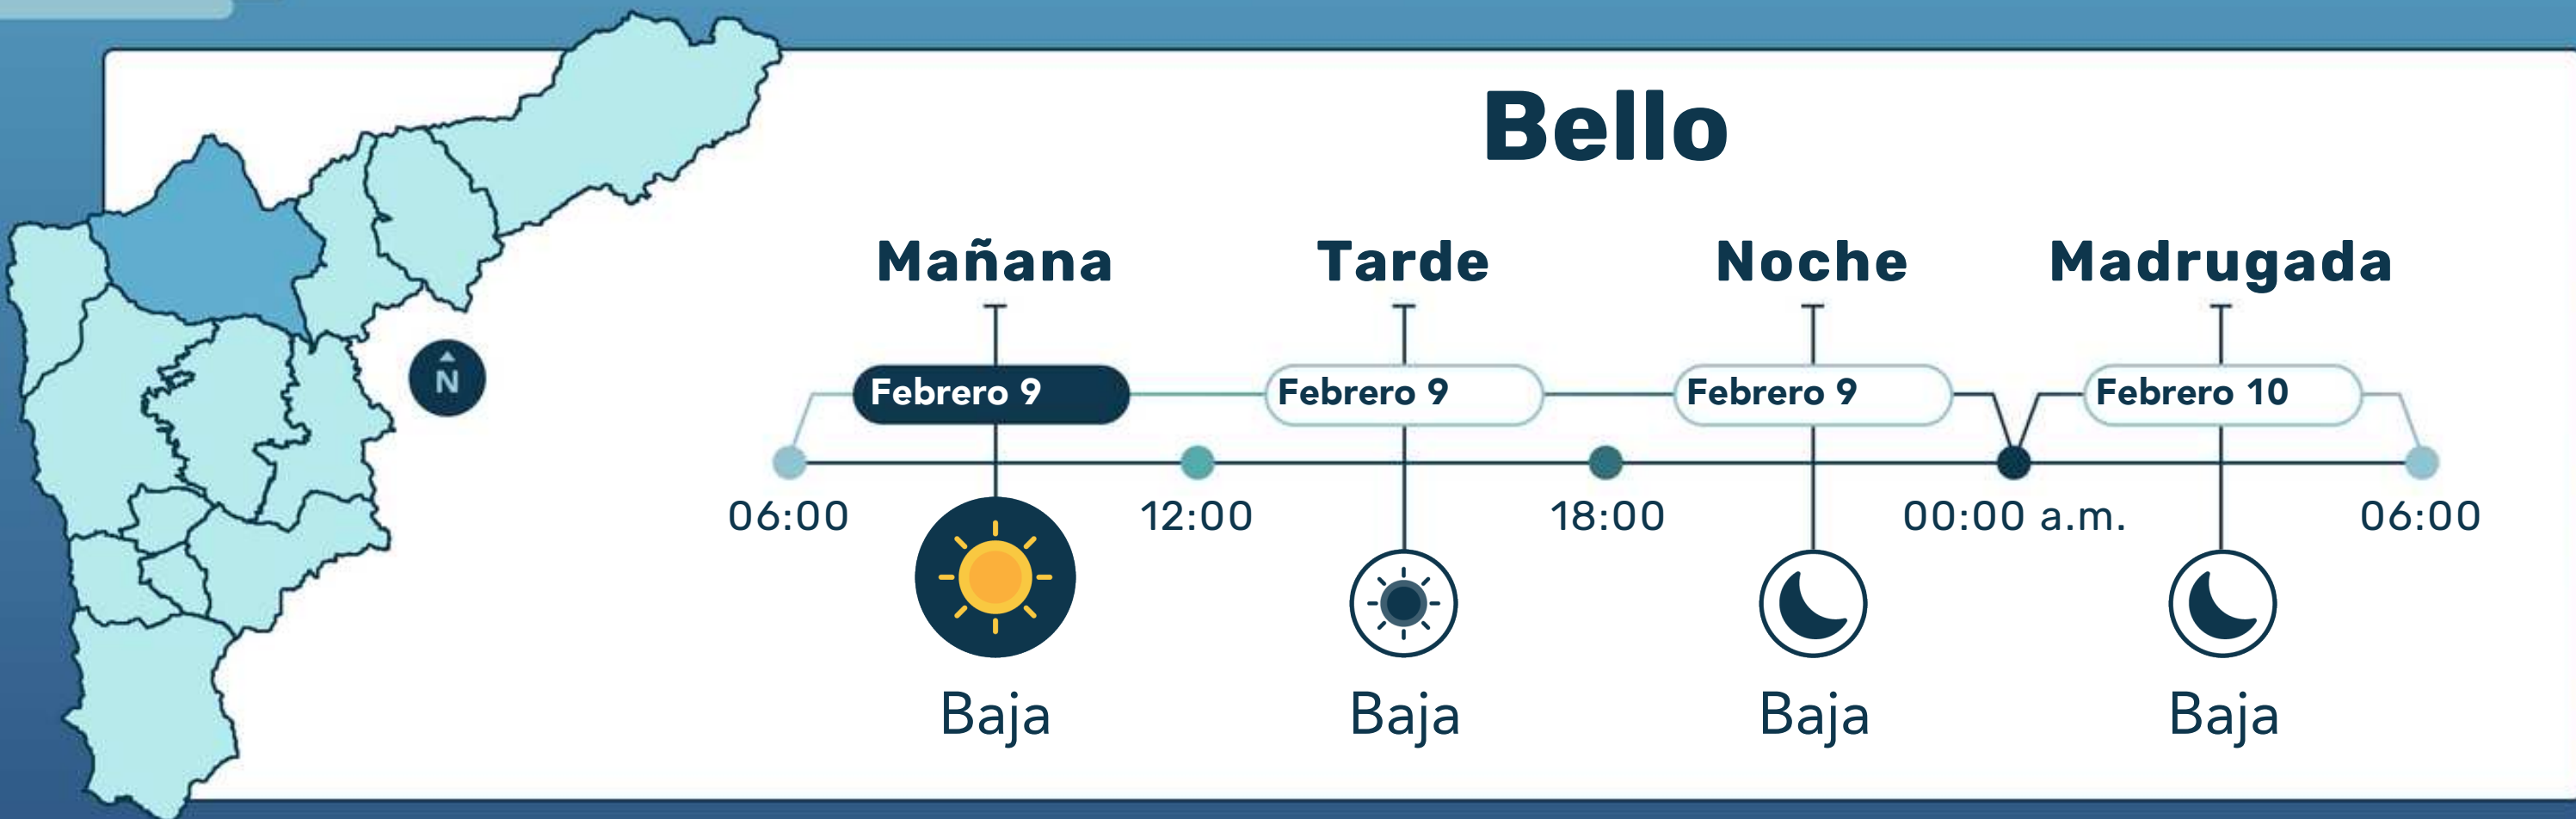 Bello
Mañana Tarde Noche Madrugada
Febrero 9 Febrero 9 Febrero 9 Febrero 10
N
06:00 12:00 18:00 00:00 a.m. 06:00
Baja Baja Baja Baja